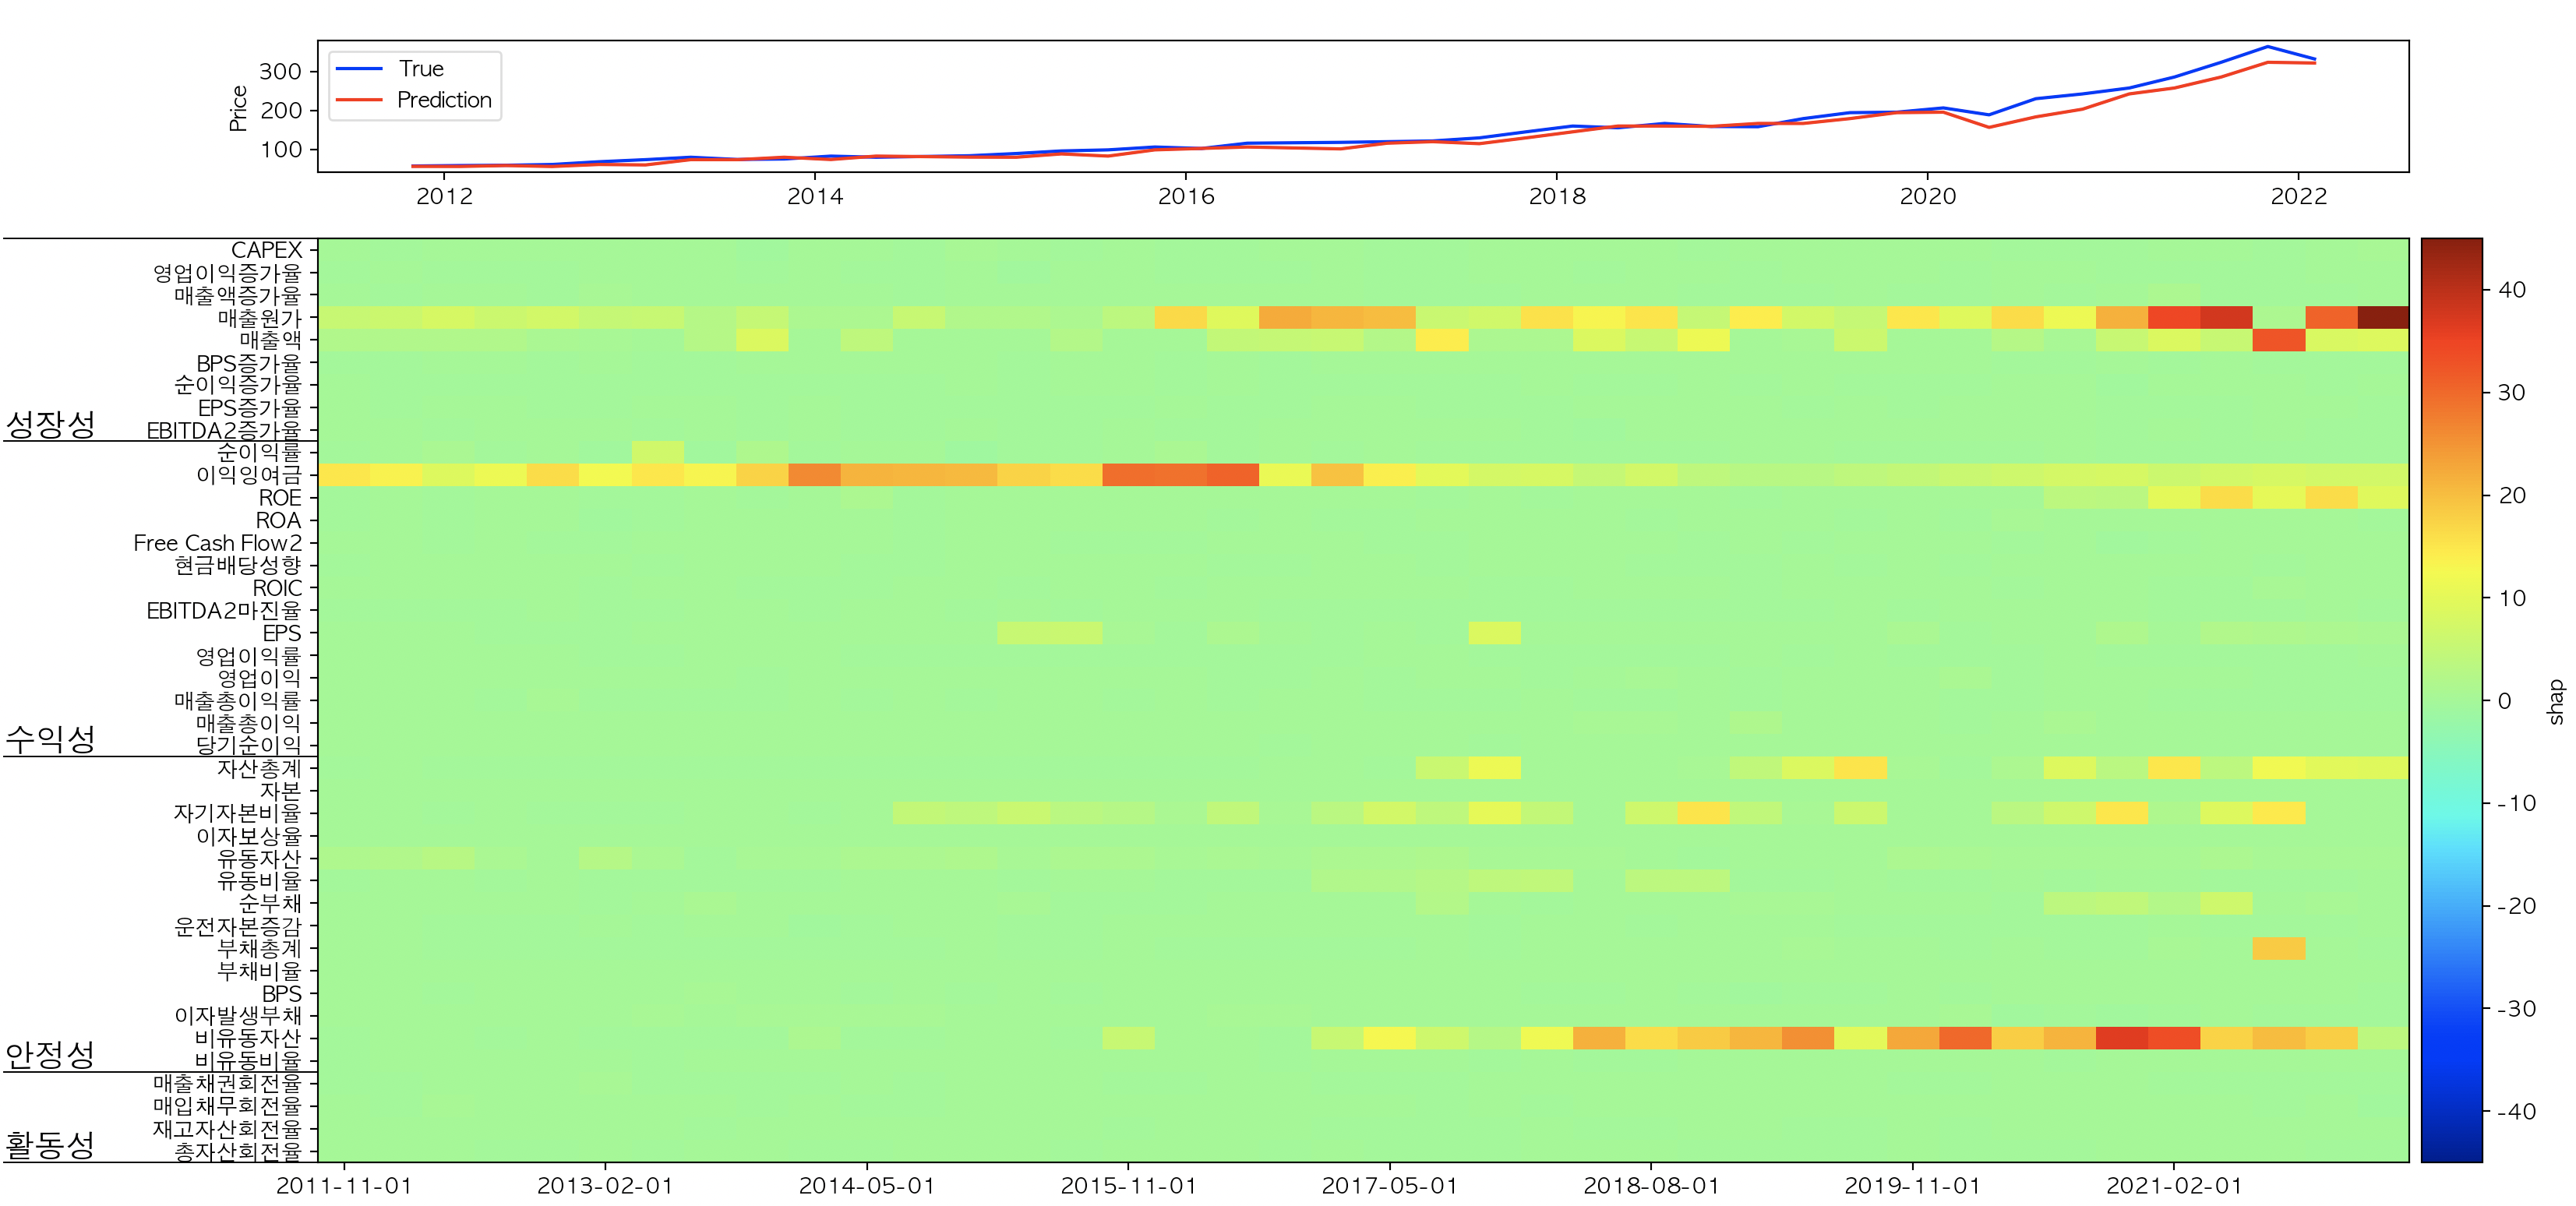 True
Prediction
Price
300
200
100
2012
2014
2016
2018
2020
2022
CAPEX
영업이익증가율
매출액증가율
매출원가
매출액
BPS증가율
순이익증가율
EPS증가율
성장성
EBITDA2증가율
순이익률
이익잉여금
ROE
ROA
Free Cash Flow2
현금배당성향
ROIC
EBITDA2마진율
EPS
영업이익률
영업이익
매출총이익률
매출총이익
수익성
당기순이익
자산총계
자본
자기자본비율
이자보상율
유동자산
유동비율
순부채
운전자본증감
부채총계
부채비율
BPS
이자발생부채
비유동자산
안정성
비유동비율
매출채권회전율
매입채무회전율
재고자산회전율
활동성
총자산회전율
2011-11-01
2013-02-01
2014-05-01
2015-11-01
2017-05-01
2018-08-01
2019-11-01
2021-02-01
40
30
20
10
0
-10
-20
-30
-40
shap